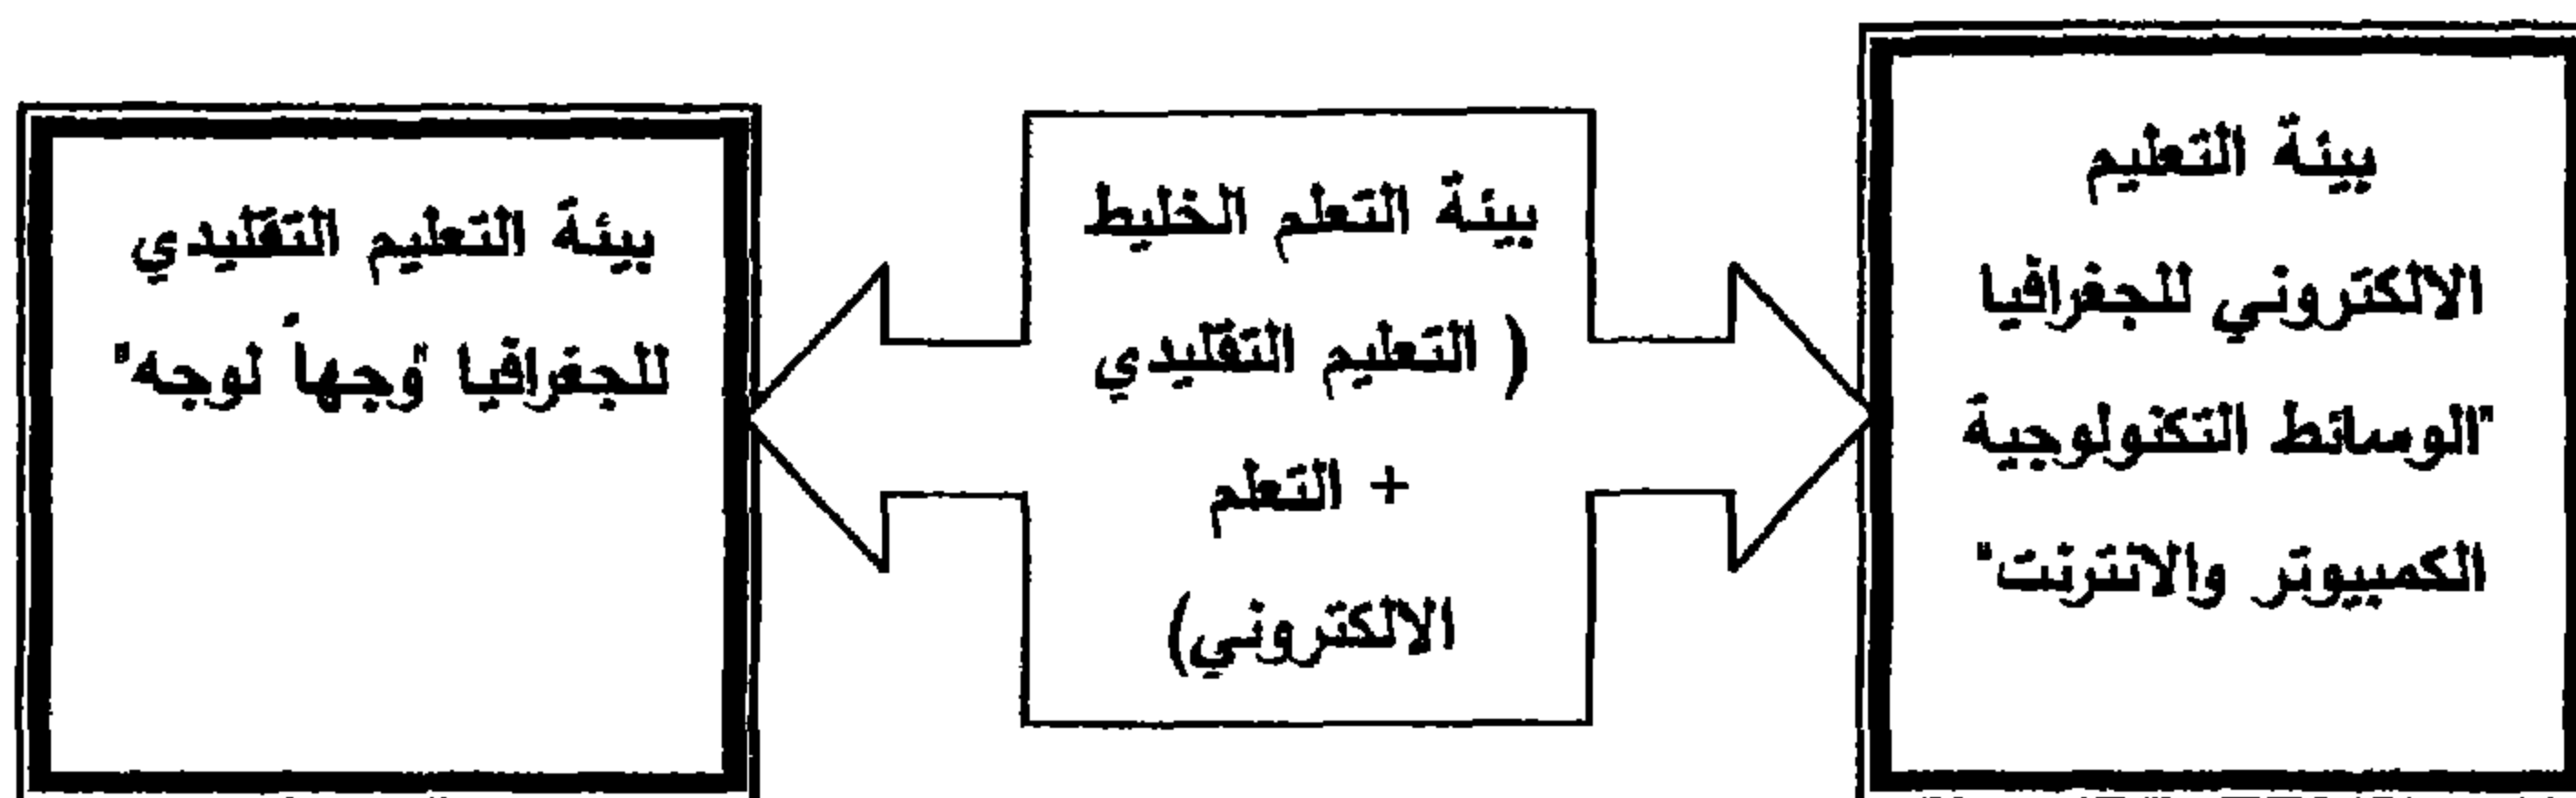 بيئة التعليم
الالكتروني للجغرافيا
"الوسائط التكنولوجية
الكمبيوتر والانترنت"
بيئة التعلم الخليط
( التعليم التقليدي
+ التعلم
الالكتروني)
بيئة التعليم التقليدي
للجغرافيا "وجهاً لوجه"